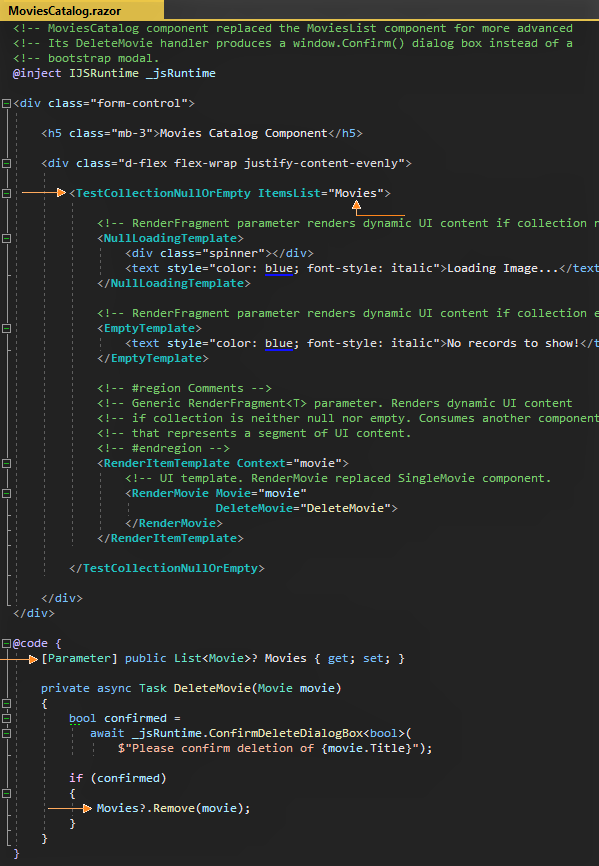 MoviesCatalog.razor
<!-- MoviesCatalog component replaced the MoviesList component for more advanced
<!-- Its DeleteMovie handler produces a window.Confirm() dialog box instead of a
<!-- bootstrap modal.
@inject IJSRuntime _jsRuntime
<div class="form-control">
<h5 class="mb-3">Movies Catalog Component</h5>
<div class="d-flex flex-wrap justify-content-evenly">
<TestCollectionNullOrEmpty ItemsList="Movies">
<!-- RenderFragment parameter renders dynamic UI content if collection n
<NullLoadingTemplate>
<div class="spinner"></div>
<text style="color: blue; font-style: italic">Loading Image...</text
</NullLoadingTemplate>
<!-- RenderFragment parameter renders dynamic UI content if collection e
<EmptyTemplate>
<text style="color: blue; font-style: italic">No records to show!</t
</EmptyTemplate>
<!-- #region Comments -->
<!-- Generic RenderFragment<T> parameter. Renders dynamic UI content
<!-- if collection is neither null nor empty. Consumes another component
<!-- that represents a segment of UI content.
<!-- #endregion -->
<RenderItemTemplate Context="movie">
<!-- UI template. RenderMovie replaced SingleMovie component.
<RenderMovie Movie="movie"
DeleteMovie="DeleteMovie">
</RenderMovie>
</RenderItemTemplate>
</TestCollectionNullOrEmpty>
</div>
</div>
@code {
[Parameter] public List<Movie>? Movies { get; set; }
private async Task DeleteMovie(Movie movie)
{
bool confirmed =
await _jsRuntime.ConfirmDeleteDialogBox<bool>(
$"Please confirm deletion of {movie.Title}");
if (confirmed)
{
Movies?.Remove(movie);
}
}
}